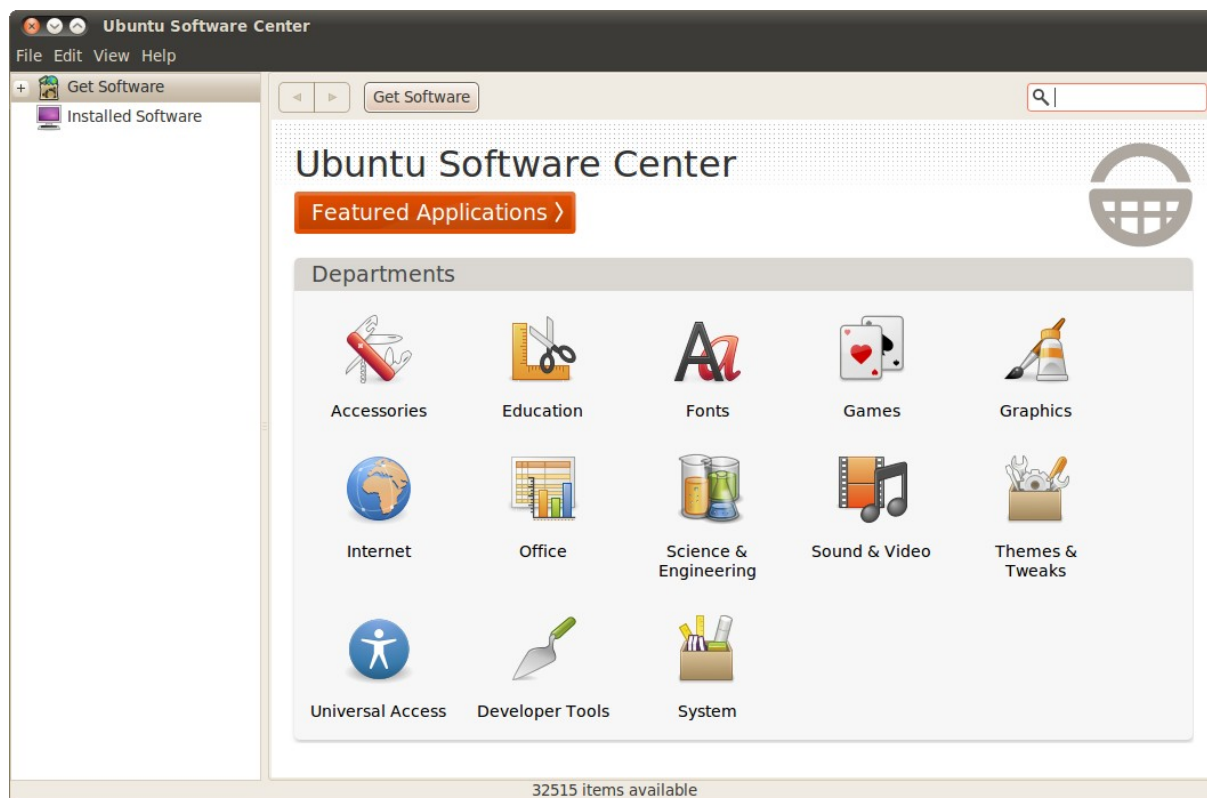 Ubuntu Software Center
File Edit View Help
Get Software
Installed Software
Get Software
Ubuntu Software Center
Featured Applications ⟩
Departments
Accessories
Education
Fonts
Games
Graphics
Internet
Office
Science &
Engineering
Sound & Video
Themes &
Tweaks
Universal Access
Developer Tools
System
32515 items available